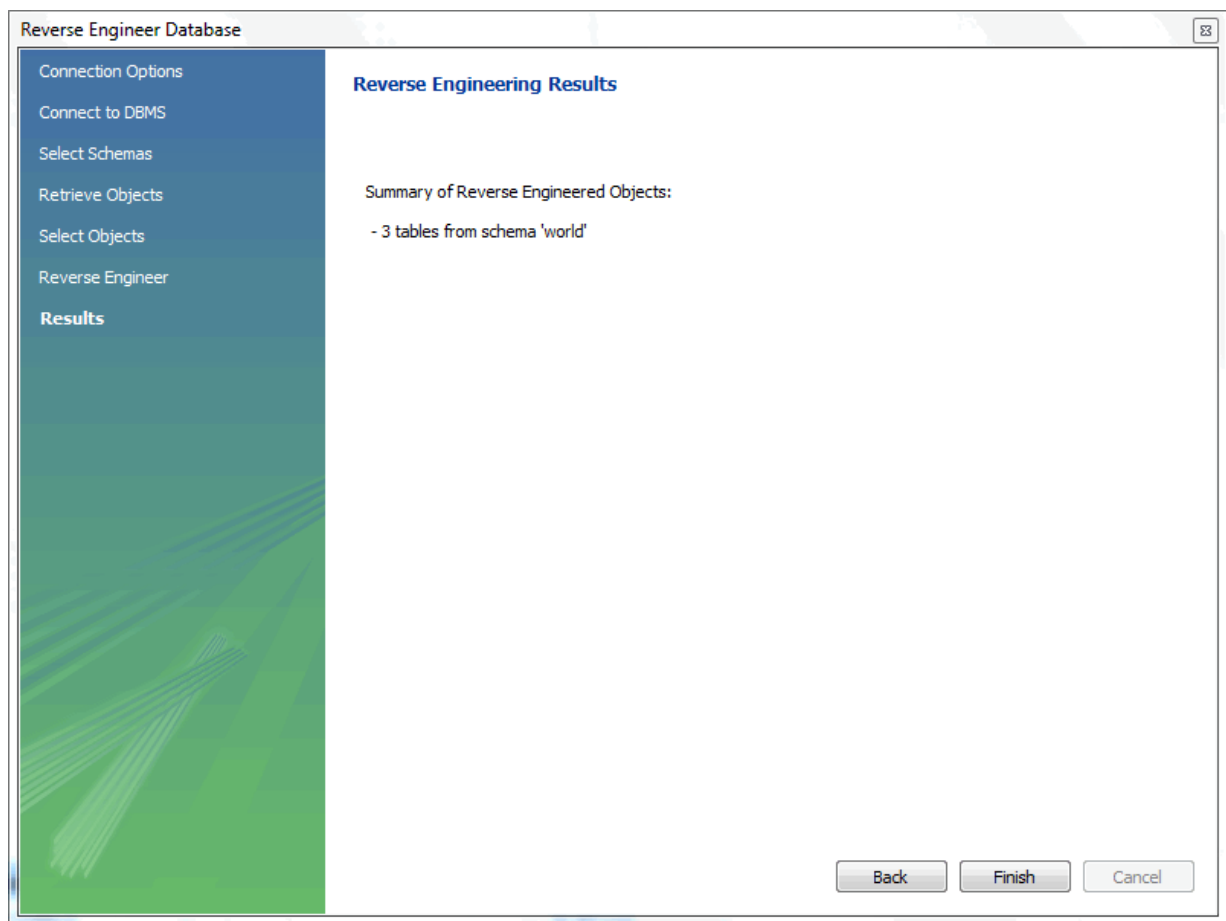 Reverse Engineer Database
Connection Options
Connect to DBMS
Select Schemas
Retrieve Objects
Select Objects
Reverse Engineer
Results
Reverse Engineering Results
Summary of Reverse Engineered Objects:
- 3 tables from schema 'world'
Back Finish Cancel